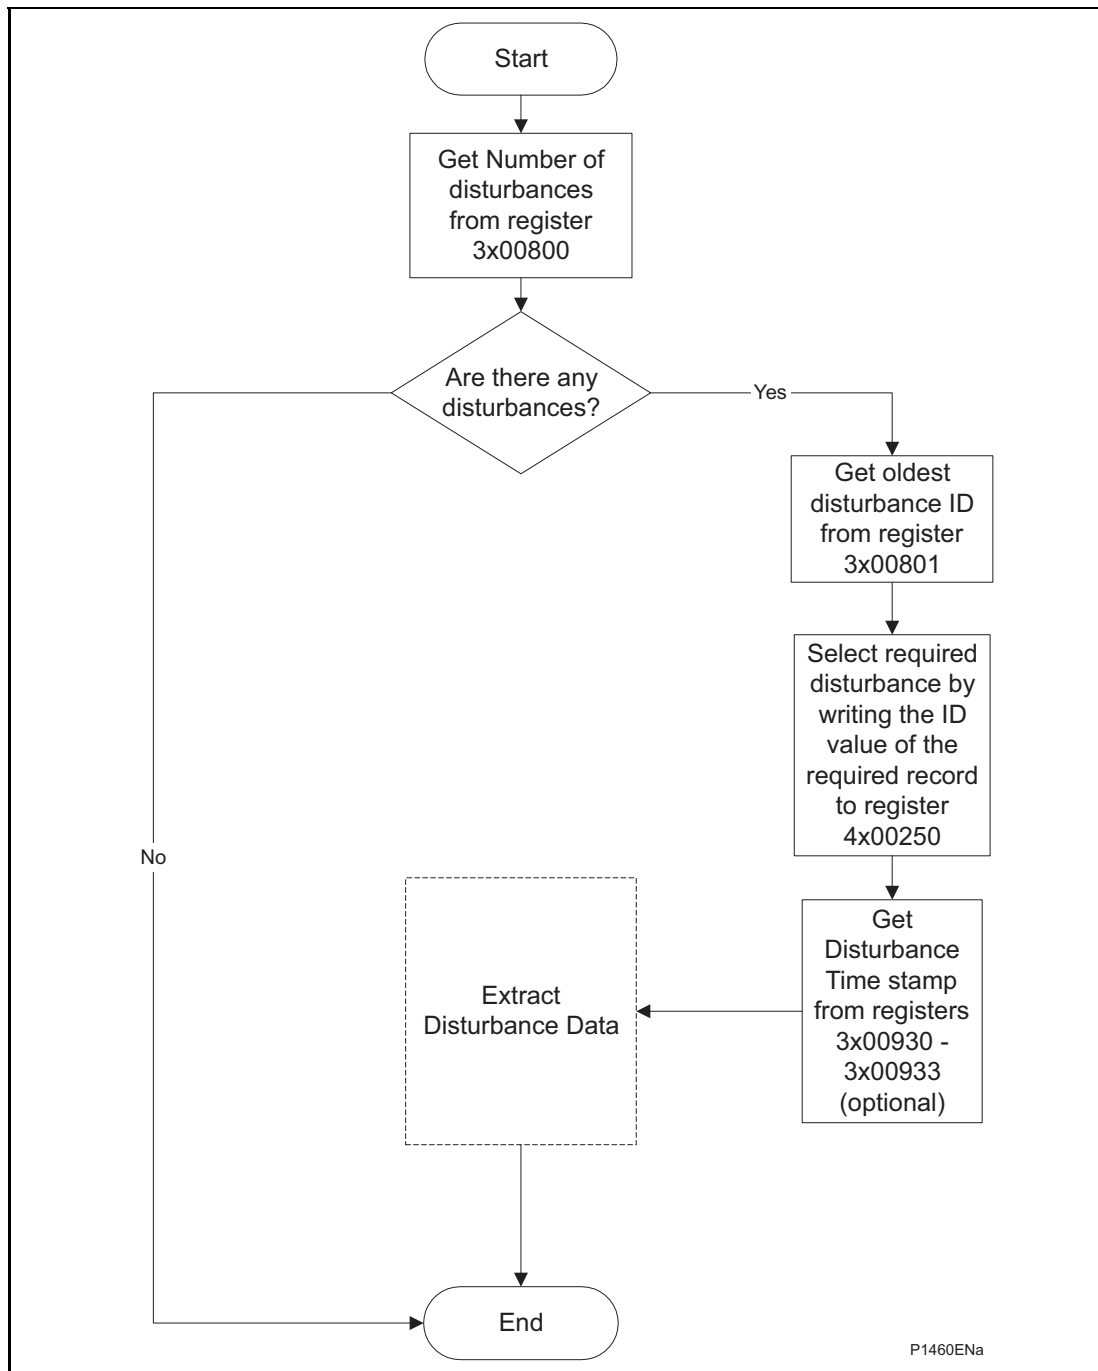 Start
Get Number of
disturbances
from register
3x00800
Are there any
disturbances?
Yes
Get oldest
disturbance ID
from register
3x00801
Select required
disturbance by
writing the ID
value of the
required record
to register
4x00250
No
Get
Disturbance
Time stamp
from registers
3x00930 -
3x00933
(optional)
Extract
Disturbance Data
End
P1460ENa